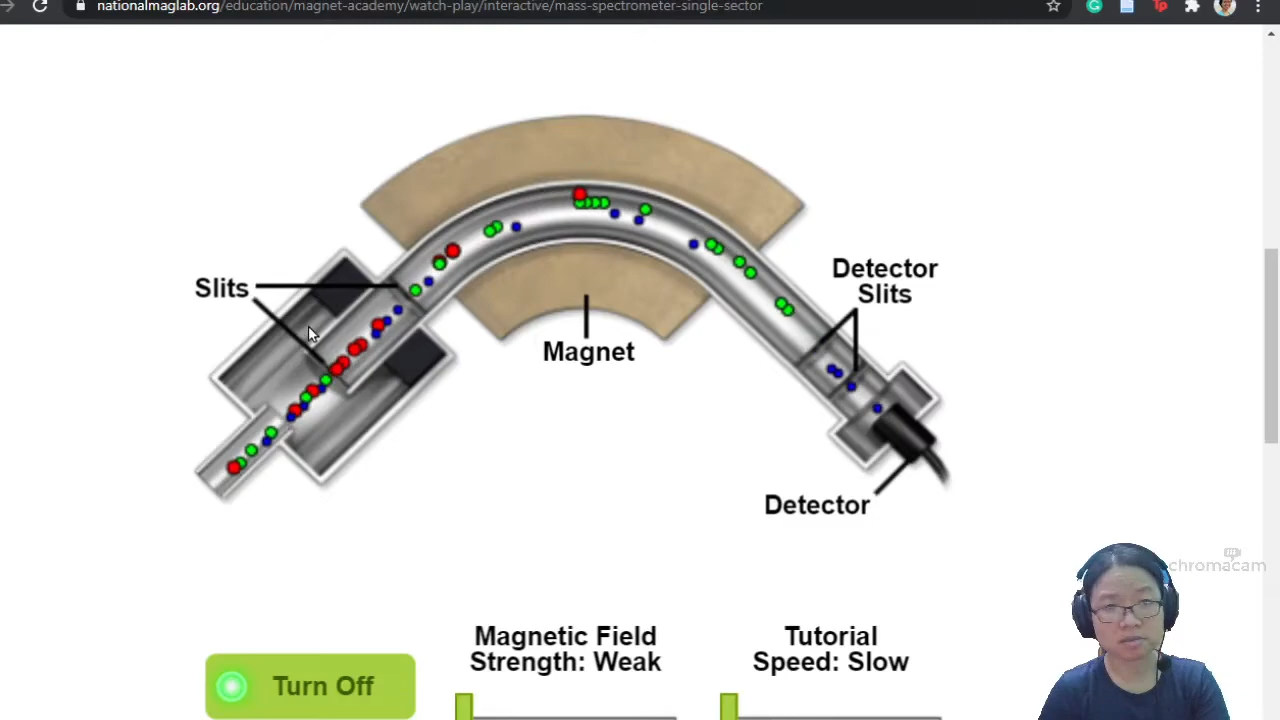 nationalmaglab.org/education/magnet-academy/watch-play/interactive/mass-spectrometer-single-sector
Slits
Detector
Slits
Magnet
Detector
chromacam
Magnetic Field
Strength: Weak
Tutorial
Speed: Slow
Turn Off